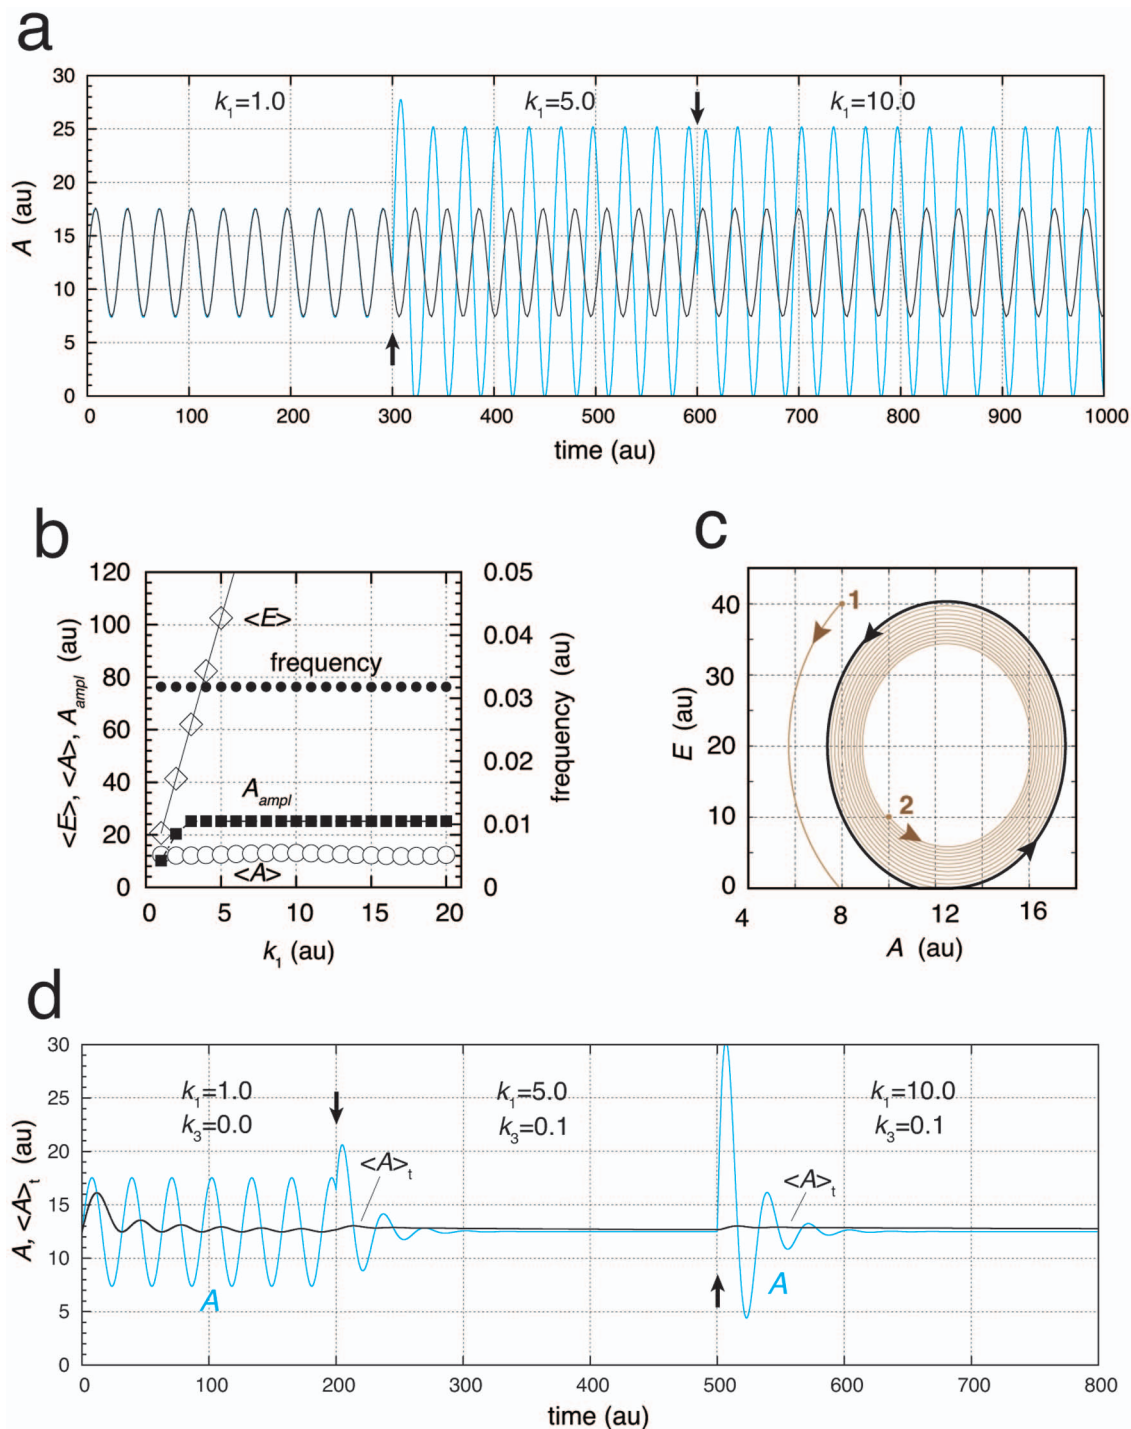 a
30
25
20
15
10
5
0
A (au)
k1=1.0 k5=5.0 k1=10.0
0 100 200 300 400 500 600 700 800 900 1000
time (au)
b
120
100
80
60
40
20
0
<E>, <A>, A_ampl (au)
<E>
frequency
A_ampl
<A>
0.05
0.04
0.03
0.02
0.01
0
frequency (au)
0 5 10 15 20
k1 (au)
c
40
30
20
10
0
E (au)
1
2
4 8 12 16
A (au)
d
30
25
20
15
10
5
0
A, <A>t (au)
k1=1.0 k1=5.0 k1=10.0
k3=0.0 k3=0.1 k3=0.1
<A>t <A>t
A A
0 100 200 300 400 500 600 700 800
time (au)